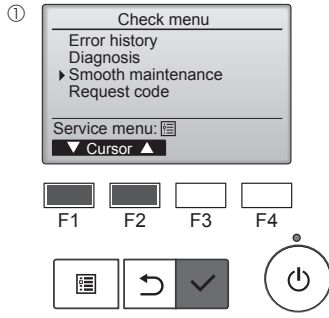 ①
Check menu
Error history
Diagnosis
Smooth maintenance
Request code
Service menu:
▼ Cursor ▲
F1 F2 F3 F4